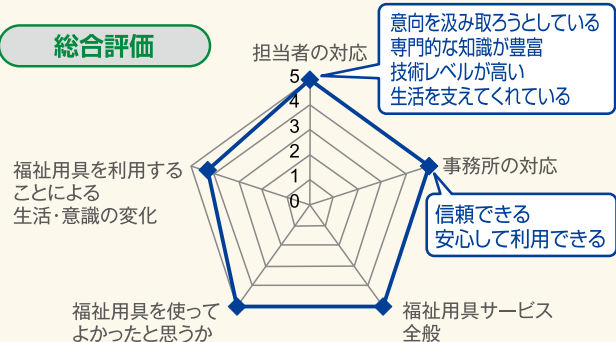 総合評価
担当者の対応
意向を汲み取ろうとしている
専門的な知識が豊富
技術レベルが高い
生活を支えてくれている
5
4
3
2
1
0
事務所の対応
信頼できる
安心して利用できる
福祉用具を利用する
ことによる
生活・意識の変化
福祉用具を使って
よかったと思うか
福祉用具サービス
全般